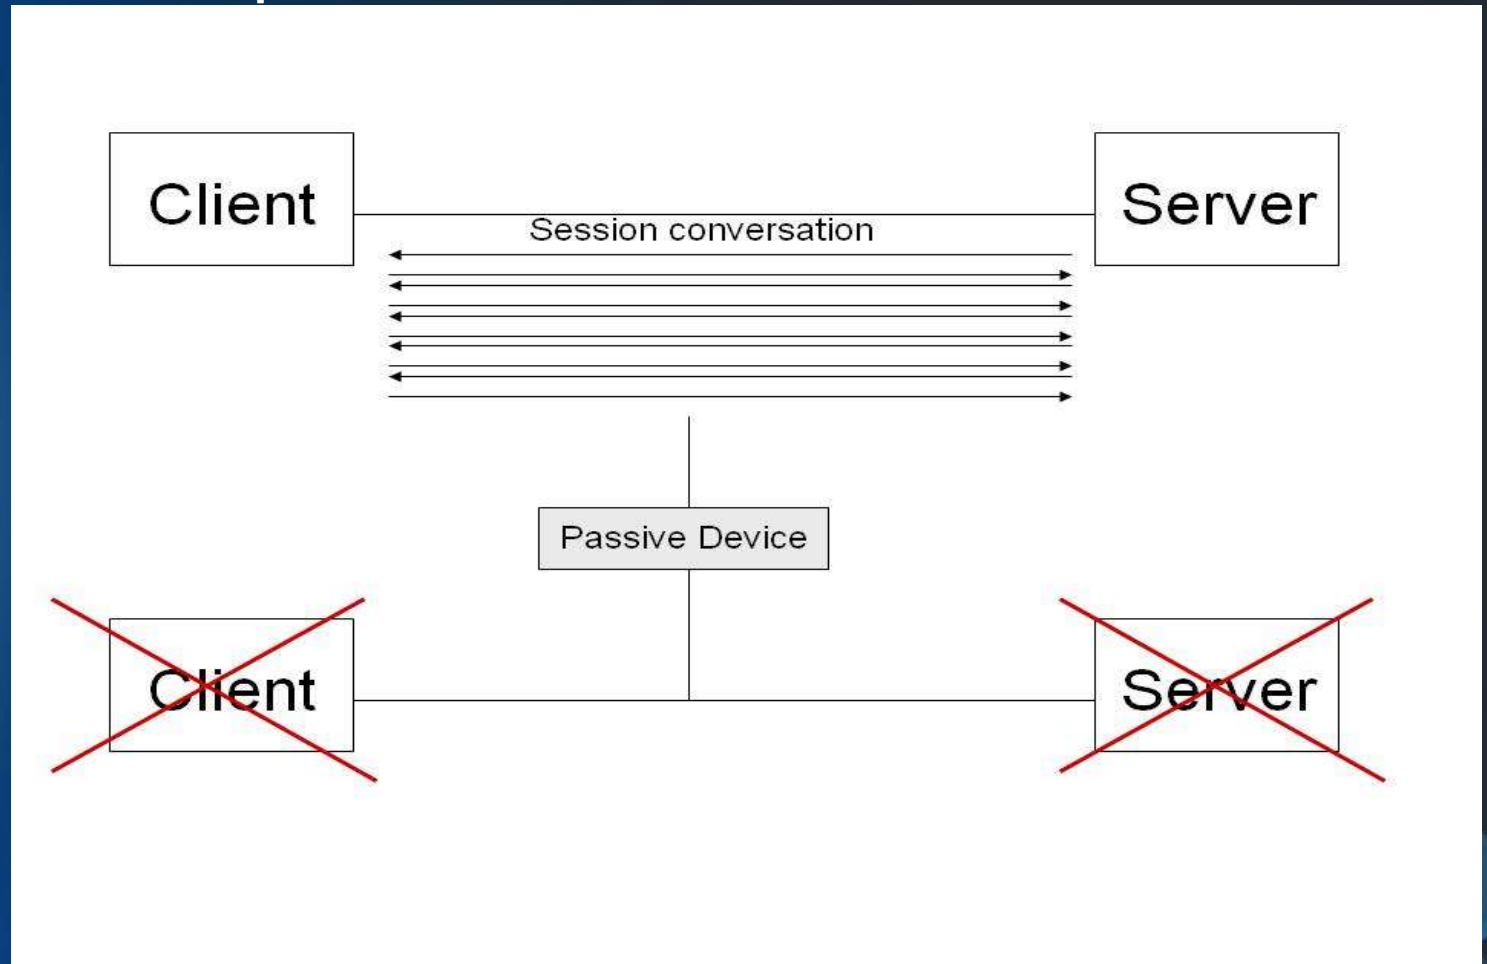 Client
Server
Session conversation
Passive Device
Client
Server